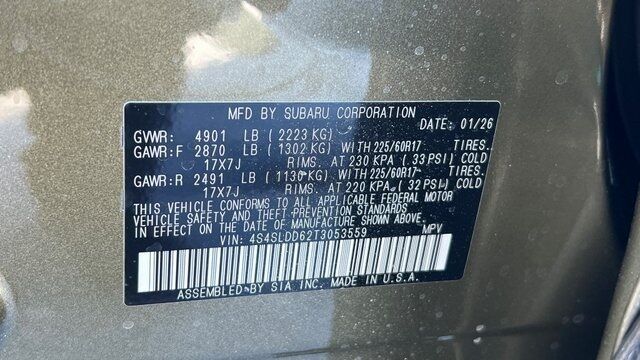 MFD BY SUBARU CORPORATION
DATE: 01/26
GVWR: 4901 LB ( 2223 KG)
GAWR:F 2870 LB ( 1302 KG) WITH 225/60R17 TIRES.
17X7J RIMS. AT 230 KPA ( 33 PSI) COLD
GAWR:R 2491 LB ( 1130 KG) WITH 225/60R17 TIRES.
17X7J RIMS. AT 220 KPA ( 32 PSI) COLD
THIS VEHICLE CONFORMS TO ALL APPLICABLE FEDERAL MOTOR
VEHICLE SAFETY AND THEFT PREVENTION STANDARDS
IN EFFECT ON THE DATE OF MANUFACTURE SHOWN ABOVE.
VIN: 4S4SLDD62T3053559 MPV
ASSEMBLED BY SIA INC. MADE IN U.S.A.